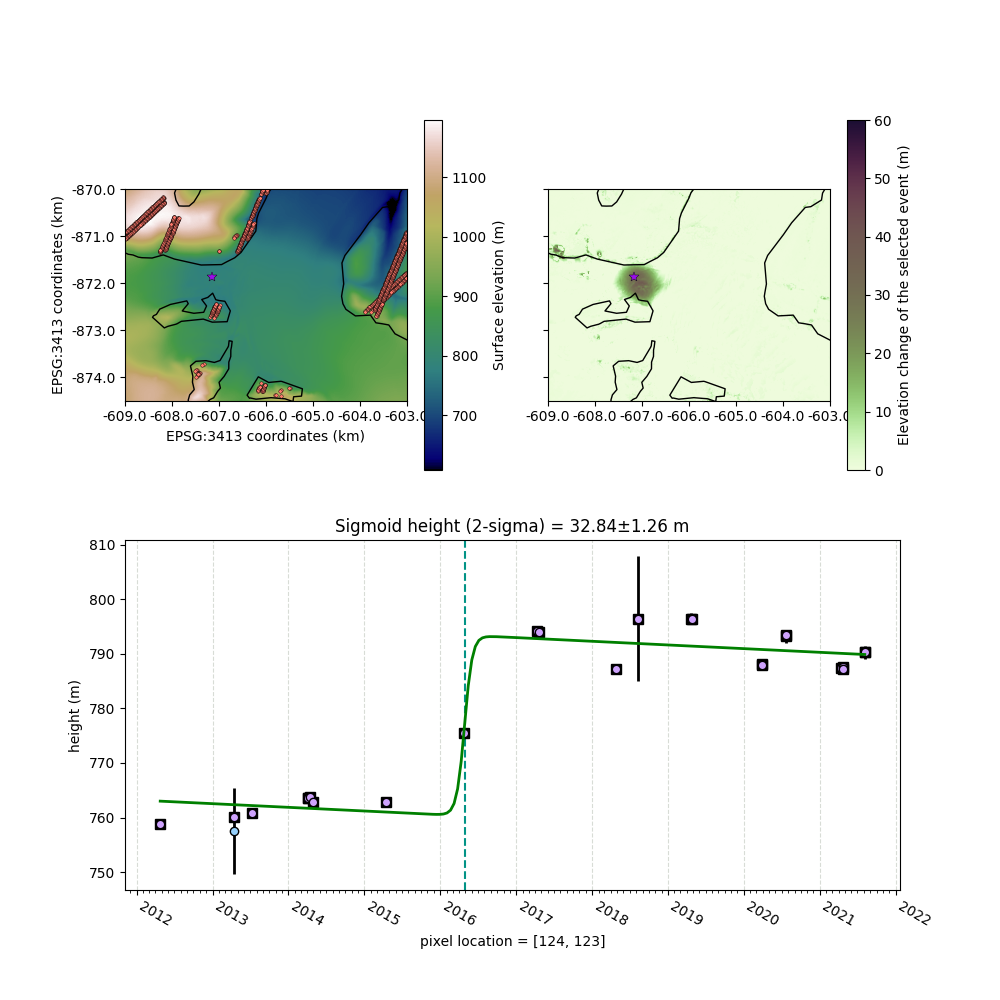 -870.0
-871.0
-872.0
-873.0
-874.0
EPSG:3413 coordinates (km)
-609.0 -608.0 -607.0 -606.0 -605.0 -604.0 -603.0
EPSG:3413 coordinates (km)
1100
1000
900
800
700
Surface elevation (m)
-609.0 -608.0 -607.0 -606.0 -605.0 -604.0 -603.0
60
50
40
30
20
10
0
Elevation change of the selected event (m)
Sigmoid height (2-sigma) = 32.84±1.26 m
810
800
790
780
770
760
750
height (m)
2012 2013 2014 2015 2016 2017 2018 2019 2020 2021 2022
pixel location = [124, 123]